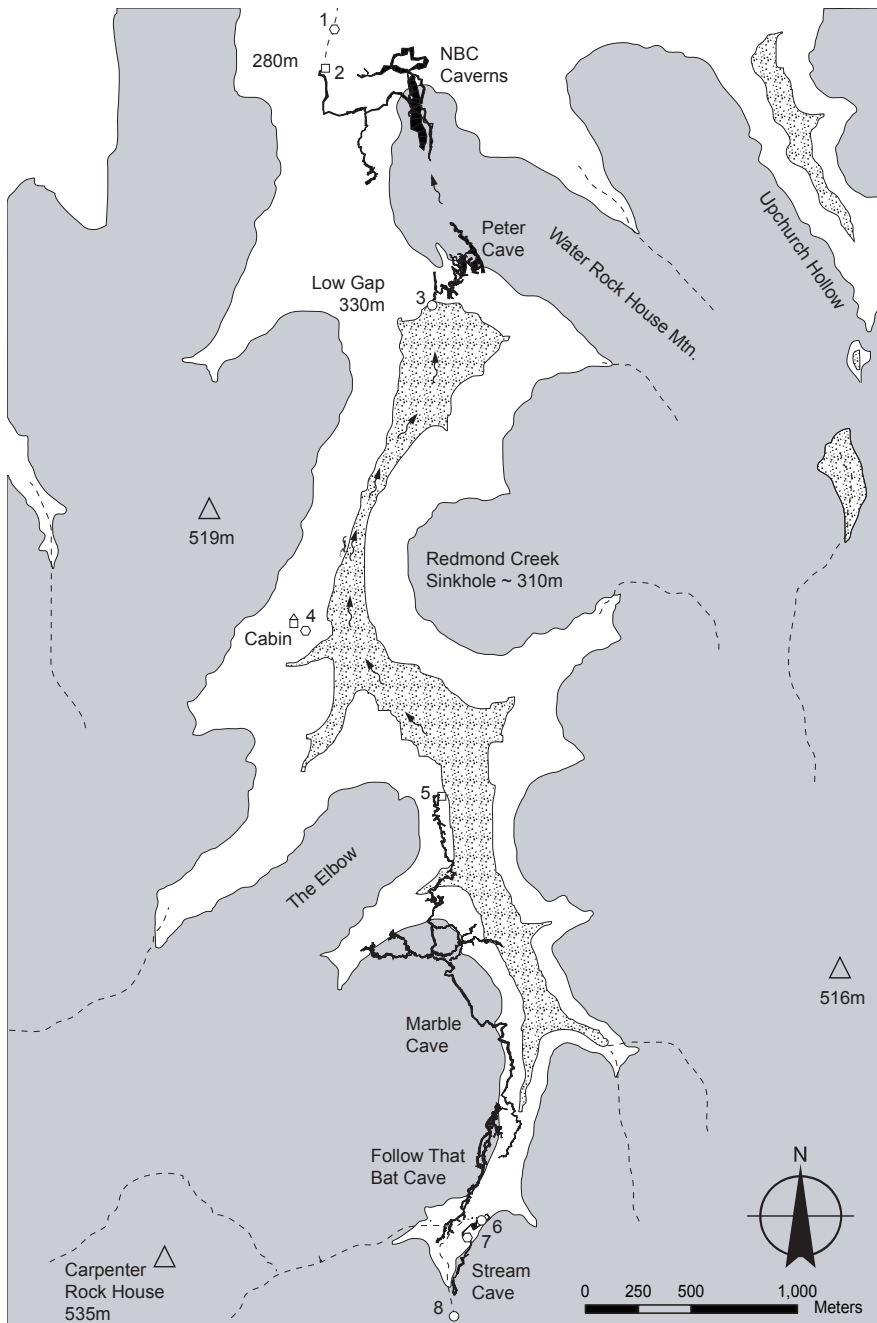 1
NBC
Caverns
280m
2
Upchurch Hollow
Peter
Cave
Water Rock House Mtn.
Low Gap
330m
3
519m
Redmond Creek
Sinkhole ~ 310m
4
Cabin
5
The Elbow
516m
Marble
Cave
Follow That
Bat Cave
N
6
7
Carpenter
Rock House
535m
Stream
Cave
8
0 250 500 1,000
Meters